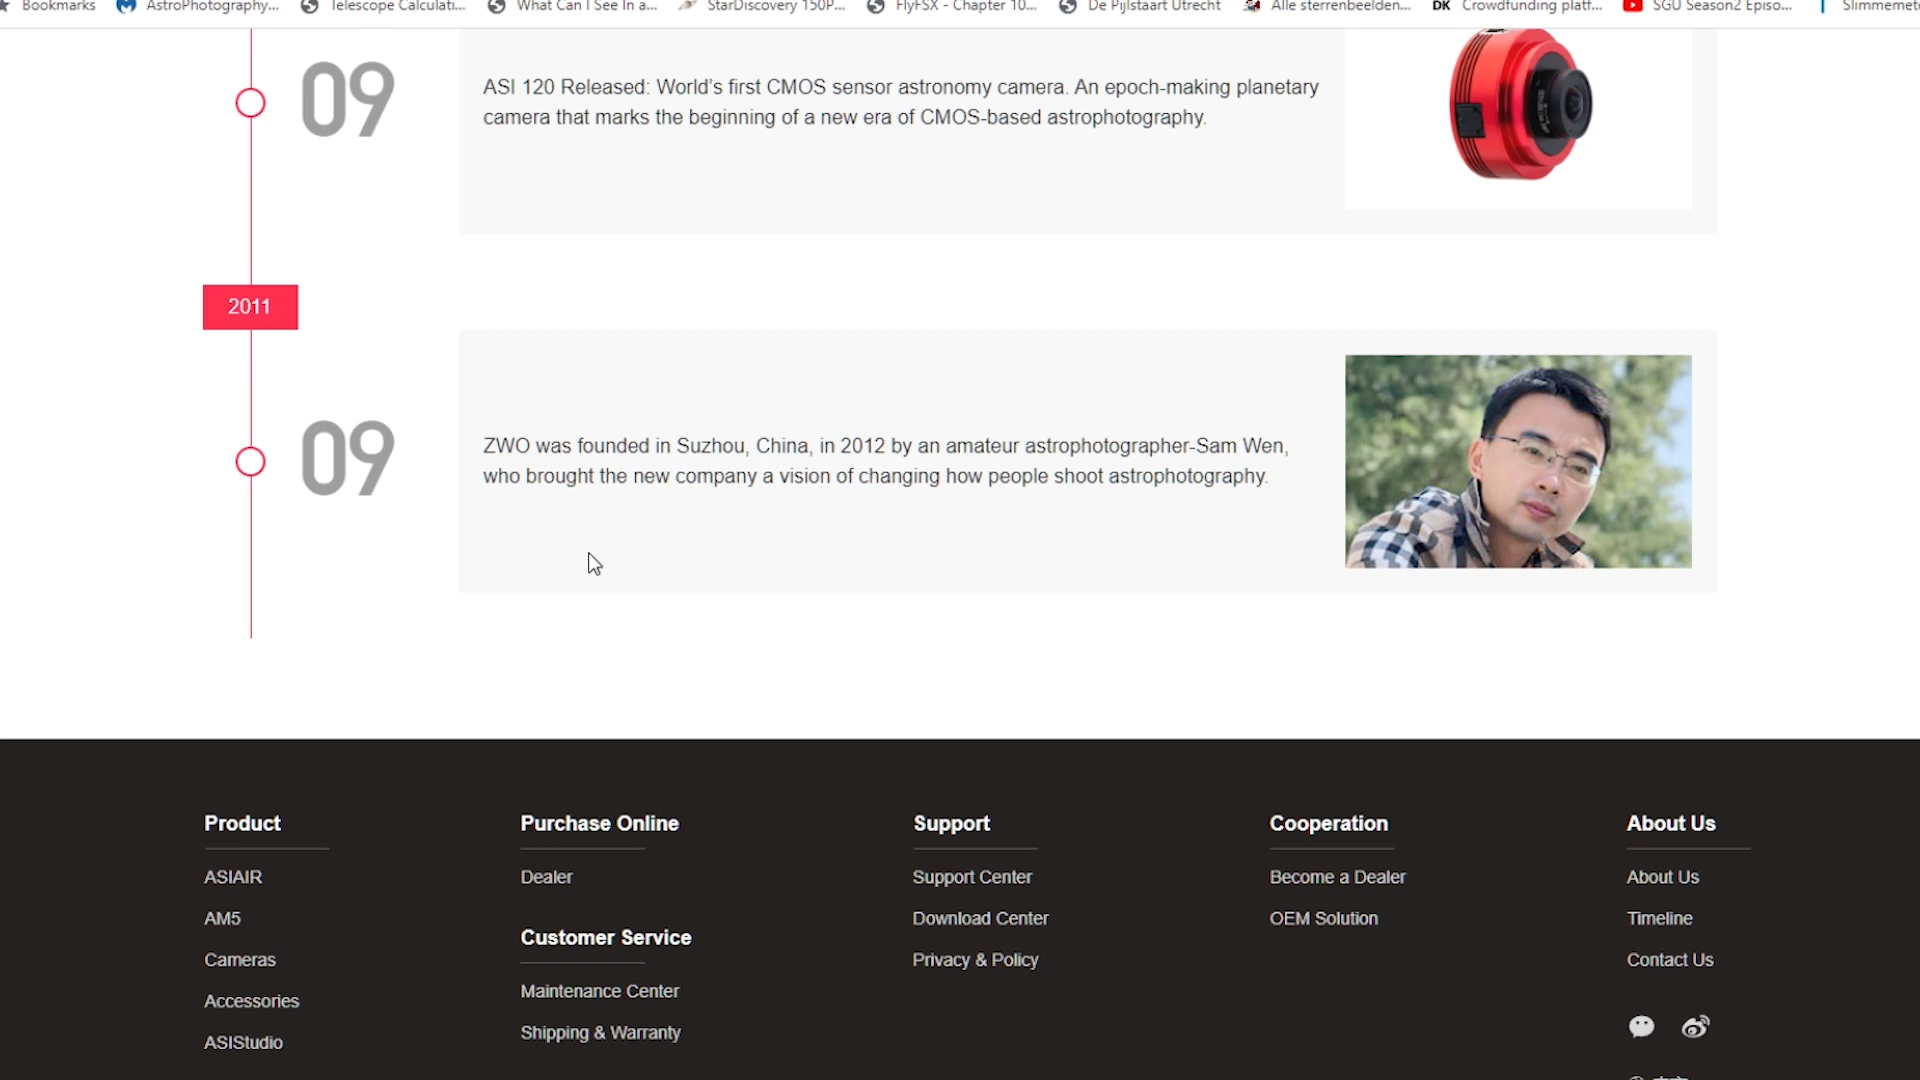 Bookmarks AstroPhotography... Telescope Calculati... What Can I See In a... StarDiscovery 150P... FlyFSX - Chapter 10... De Pijlstaart Utrecht Alle sterrenbeelden... DK Crowdfunding platf... SGU Season2 Episo... Slimmemete
09
ASI 120 Released: World’s first CMOS sensor astronomy camera. An epoch-making planetary
camera that marks the beginning of a new era of CMOS-based astrophotography.
2011
09
ZWO was founded in Suzhou, China, in 2012 by an amateur astrophotographer-Sam Wen,
who brought the new company a vision of changing how people shoot astrophotography.
Product
ASIAIR
AM5
Cameras
Accessories
ASIStudio
Purchase Online
Dealer
Customer Service
Maintenance Center
Shipping & Warranty
Support
Support Center
Download Center
Privacy & Policy
Cooperation
Become a Dealer
OEM Solution
About Us
About Us
Timeline
Contact Us